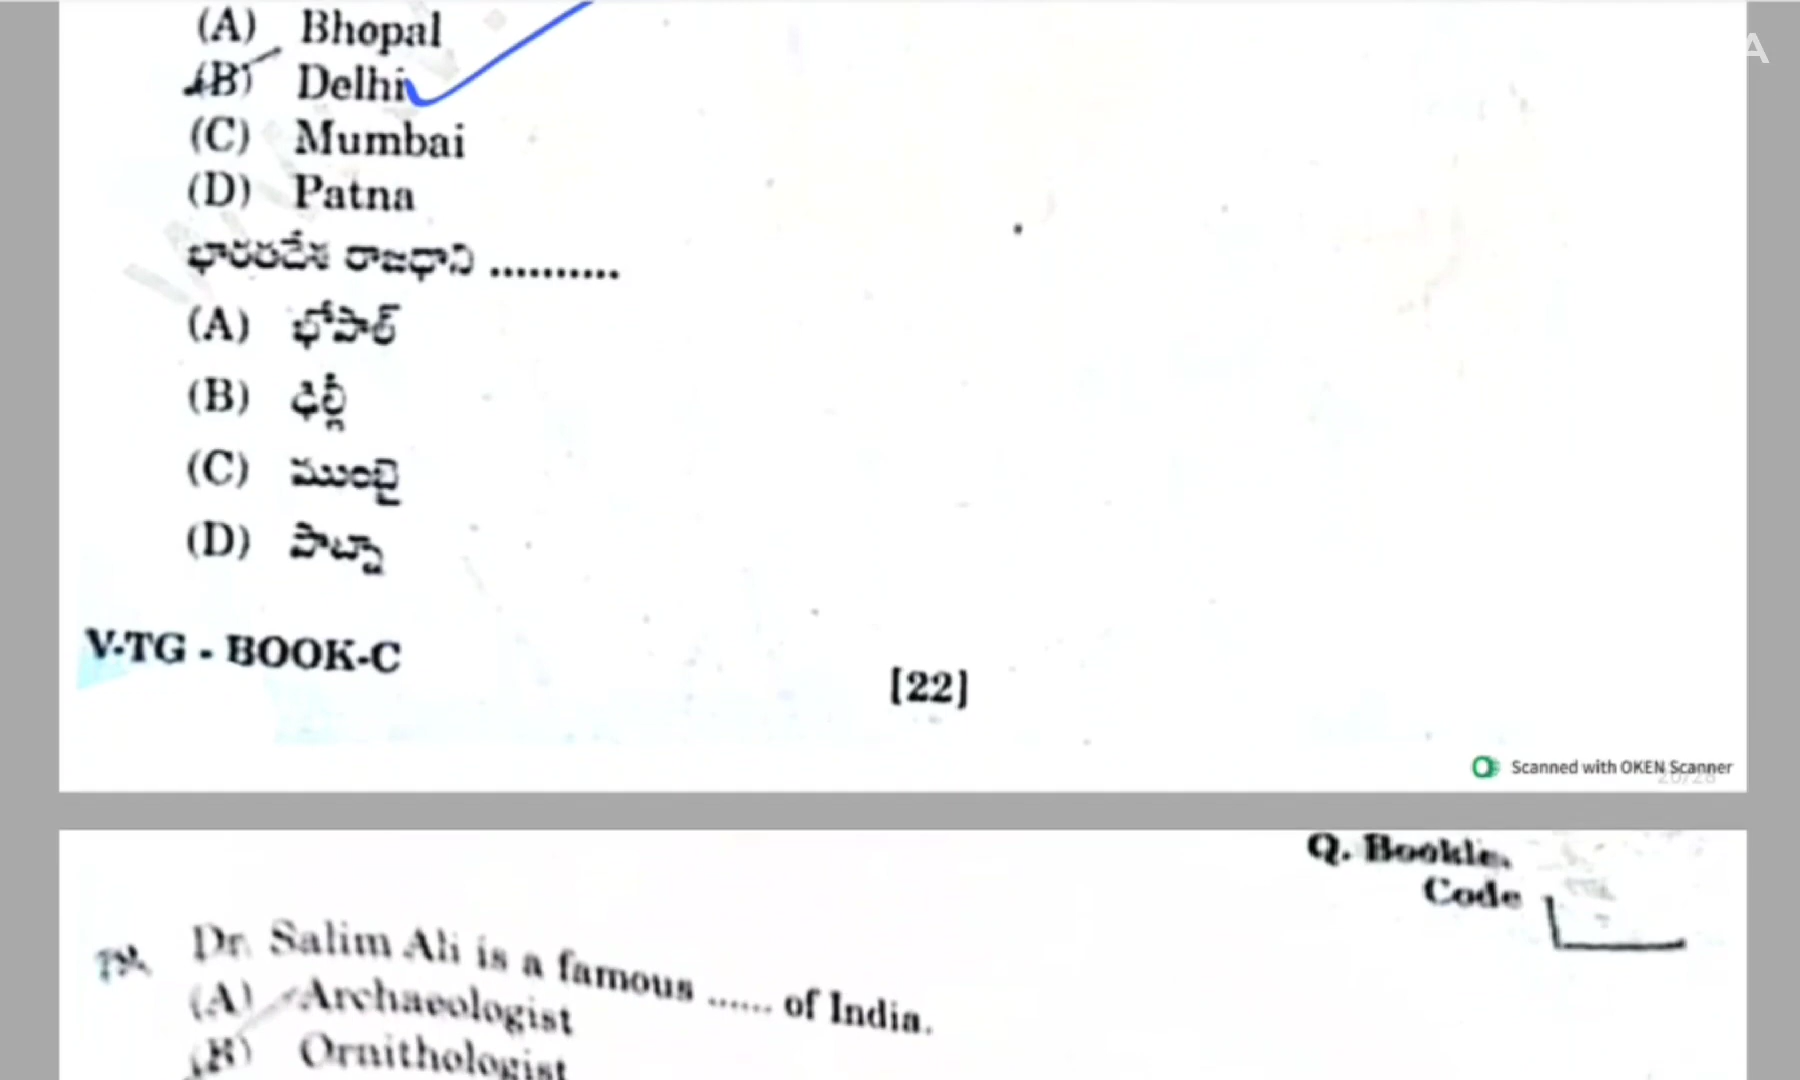 (A) Bhopal
(B) Delhi
(C) Mumbai
(D) Patna
భారతదేశ రాజధాని ..........
(A) భోపాల్
(B) ఢిల్లీ
(C) ముంబై
(D) పాట్నా
V-TG - BOOK-C
[22]
Scanned with OKEN Scanner
Q. Bookle
Code
Dr. Salim Ali is a famous ...... of India.
(A) Archaeologist
(B) Ornithologist